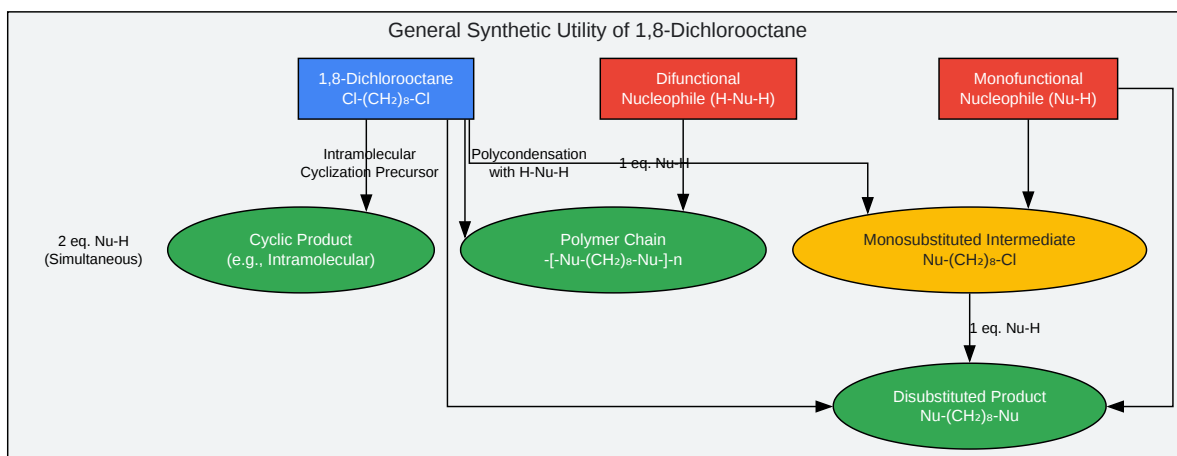 General Synthetic Utility of 1,8-Dichlorooctane
1,8-Dichlorooctane
Cl-(CH₂)₈-Cl
Difunctional
Nucleophile (H-Nu-H)
Monofunctional
Nucleophile (Nu-H)
Intramolecular
Cyclization Precursor
Polycondensation
with H-Nu-H
1 eq. Nu-H
2 eq. Nu-H
(Simultaneous)
Cyclic Product
(e.g., Intramolecular)
Polymer Chain
-[-Nu-(CH₂)₈-Nu-]-n
Monosubstituted Intermediate
Nu-(CH₂)₈-Cl
1 eq. Nu-H
Disubstituted Product
Nu-(CH₂)₈-Nu